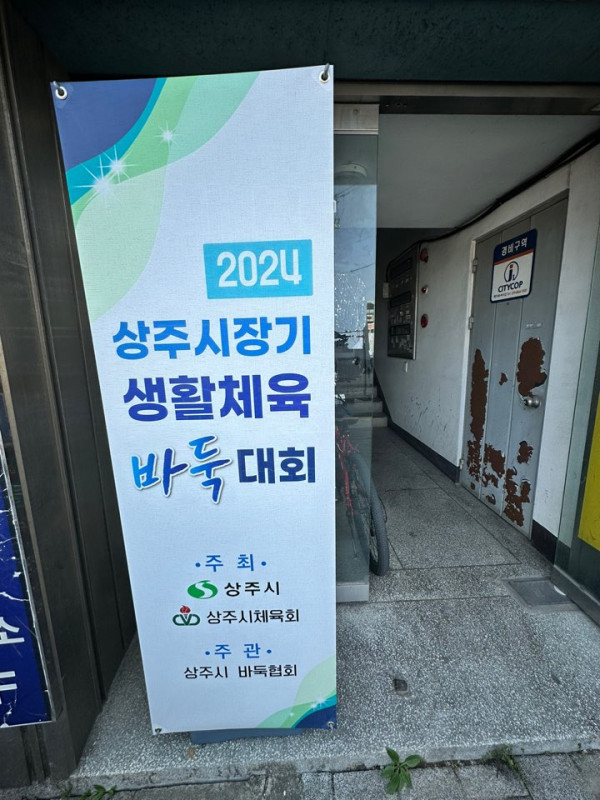 2024
상주시장기
생활체육
바둑대회
·주 최·
상주시
상주시체육회
·주 관·
상주시 바둑협회
경비구역
CITYCOP